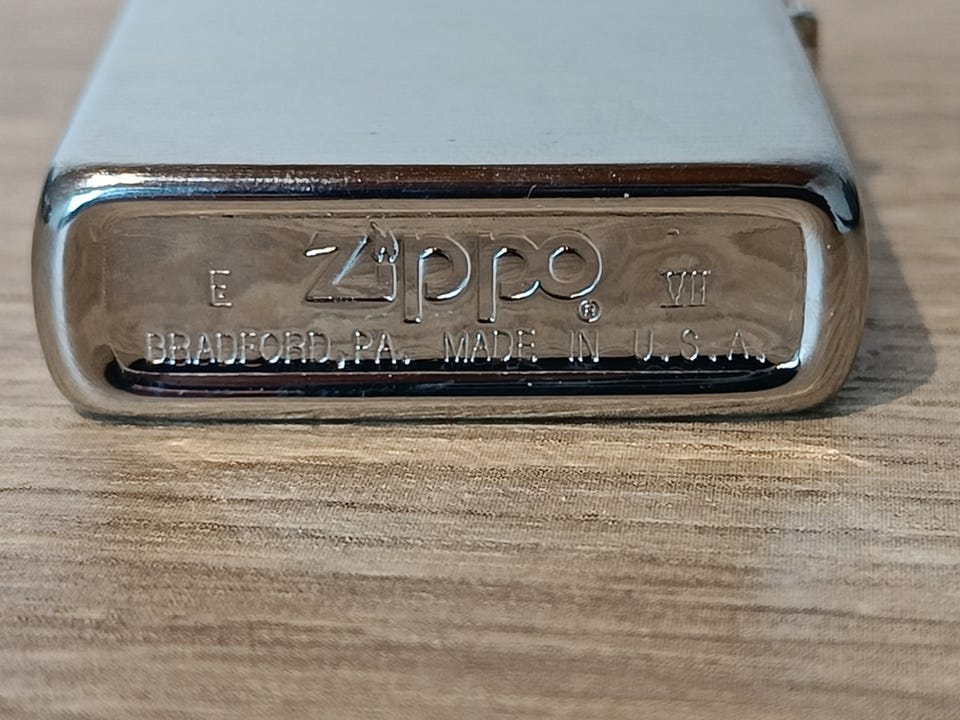 E Zippo ® VII
BRADFORD, PA. MADE IN U.S.A.